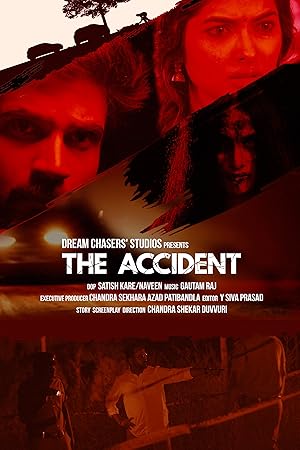 DREAM CHASERS' STUDIOS PRESENTS
THE ACCIDENT
DOP SATISH KARE/NAVEEN MUSIC GAUTAM RAJ
EXECUTIVE PRODUCER CHANDRA SEKHARA AZAD PATIBANDLA EDITOR Y SIVA PRASAD
STORY SCREENPLAY DIRECTION CHANDRA SHEKAR DUVVURI